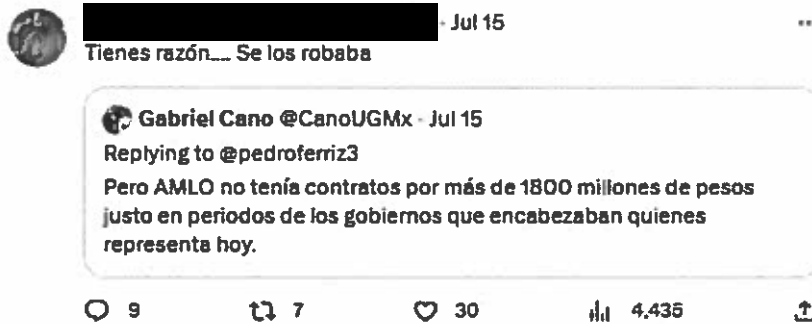 · Jul 15
Tienes razón.... Se los robaba
Gabriel Cano @CanoUGMx · Jul 15
Replying to @pedroferriz3
Pero AMLO no tenía contratos por más de 1800 millones de pesos
justo en periodos de los gobiernos que encabezaban quienes
representa hoy.
9 7 30 4,435